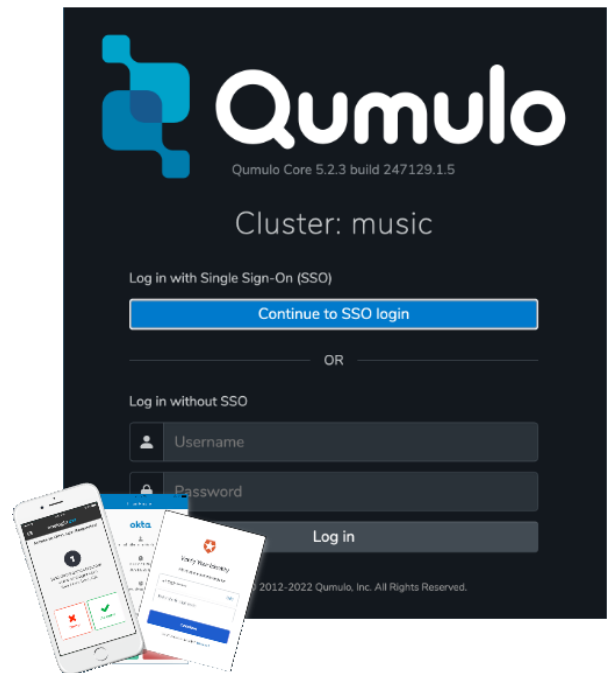 Qumulo
Qumulo Core 5.2.3 build 247129.1.5
Cluster: music
Log in with Single Sign-On (SSO)
Continue to SSO login
OR
Log in without SSO
Username
Password
Log in
2012-2022 Qumulo, Inc. All Rights Reserved.
okta
Verify Your Identity